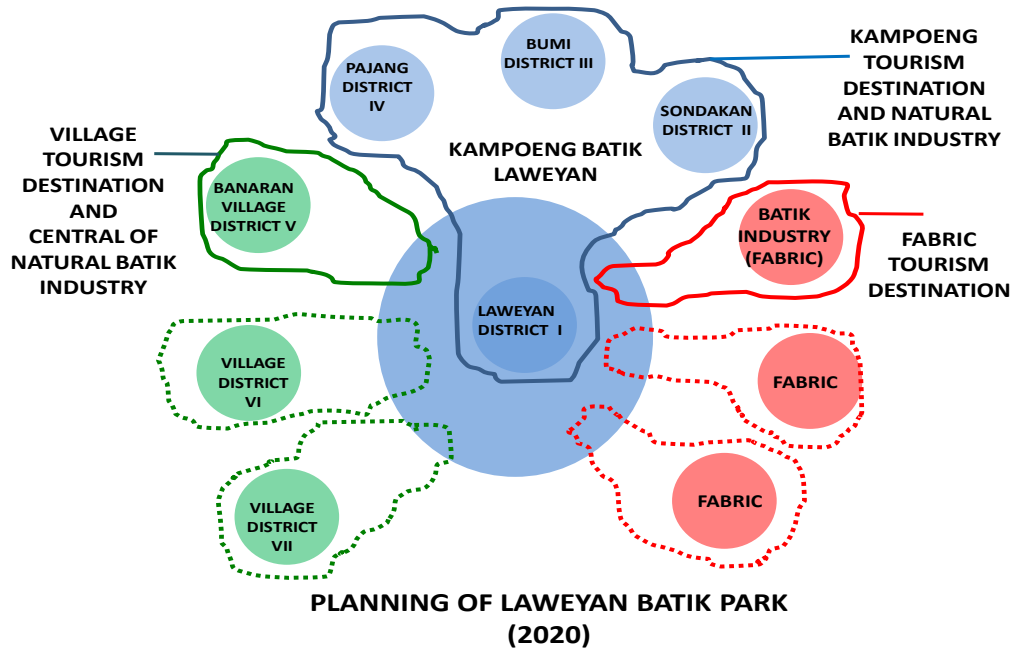 BUMI
DISTRICT III
PAJANG
DISTRICT
IV
SONDAKAN
DISTRICT II
KAMPOENG
TOURISM
DESTINATION
AND NATURAL
BATIK INDUSTRY
VILLAGE
TOURISM
DESTINATION
AND
CENTRAL OF
NATURAL BATIK
INDUSTRY
KAMPOENG BATIK
LAWEYAN
BANARAN
VILLAGE
DISTRICT V
BATIK
INDUSTRY
(FABRIC)
FABRIC
TOURISM
DESTINATION
LAWEYAN
DISTRICT I
VILLAGE
DISTRICT
VI
FABRIC
VILLAGE
DISTRICT
VII
FABRIC
PLANNING OF LAWEYAN BATIK PARK
(2020)